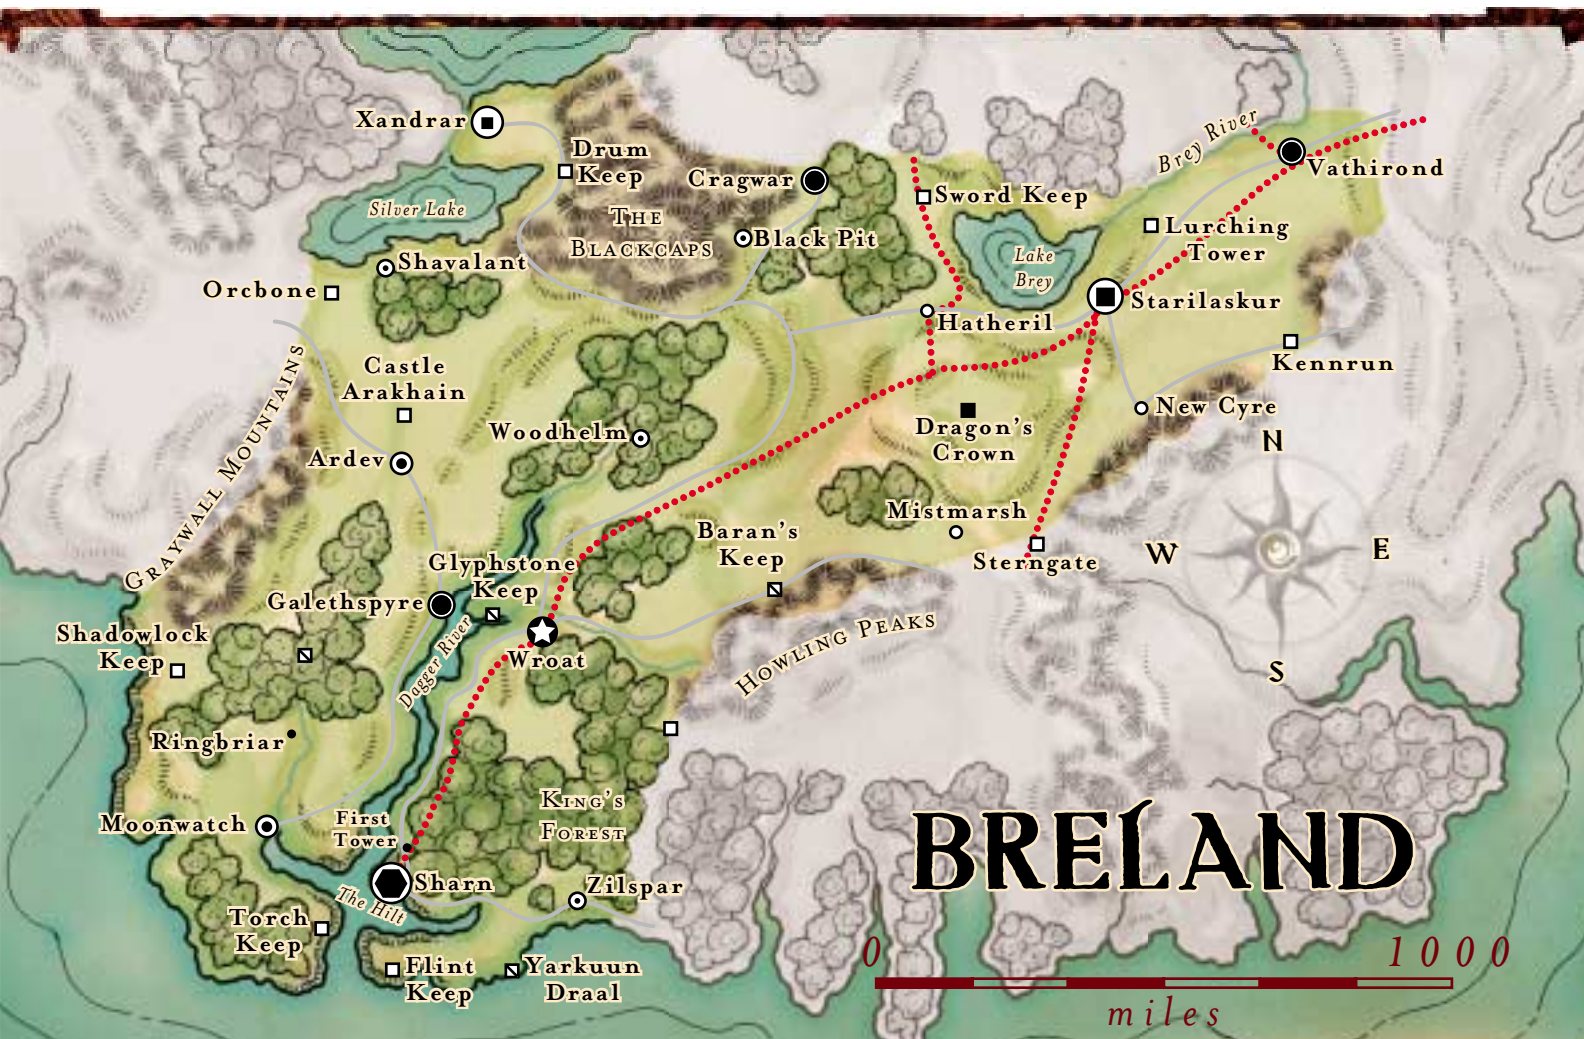 Xandrar
Drum
Keep
Cragwar
Brey River
Vathirond
Silver Lake
The
Blackcaps
Sword Keep
Black Pit
Lurching
Tower
Shavalant
Lake
Brey
Orcbone
Starilaskur
Hatheril
Graywall Mountains
Castle
Arakhain
Kennrun
New Cyre
Woodhelm
Dragon's
Crown
N
Ardev
Mistmarsh
Baran's
Keep
W
E
Sterngate
Glyphstone
Keep
Galethspyre
Shadowlock
Keep
Dagger River
Wroat
Howling Peaks
S
Ringbriar
King's
Forest
Moonwatch
First
Tower
BRELAND
Sharn
Zilspar
The Hilt
Torch
Keep
Flint
Keep
Yarkuun
Draal
0
1000
miles